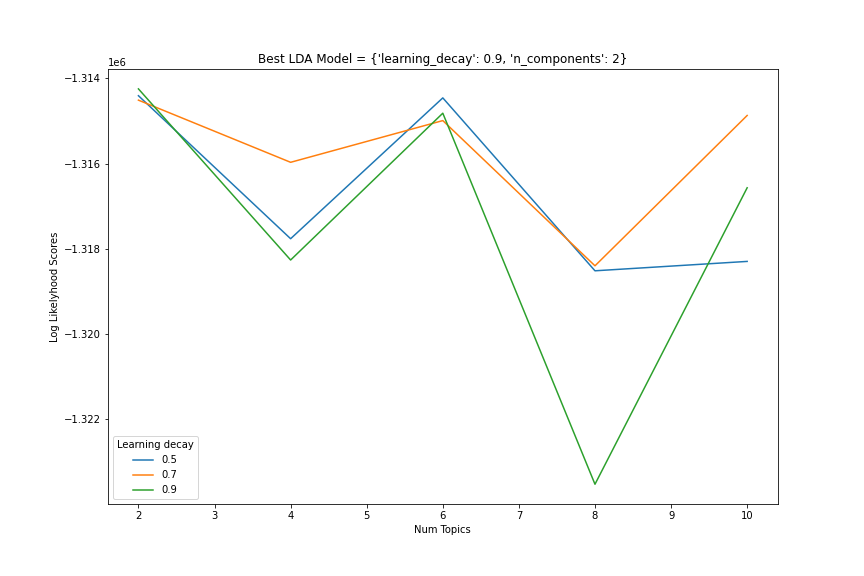 Best LDA Model = {'learning_decay': 0.9, 'n_components': 2}
1e6
−1.314
−1.316
−1.318
−1.320
−1.322
Log Likelyhood Scores
Learning decay
0.5
0.7
0.9
2 3 4 5 6 7 8 9 10
Num Topics